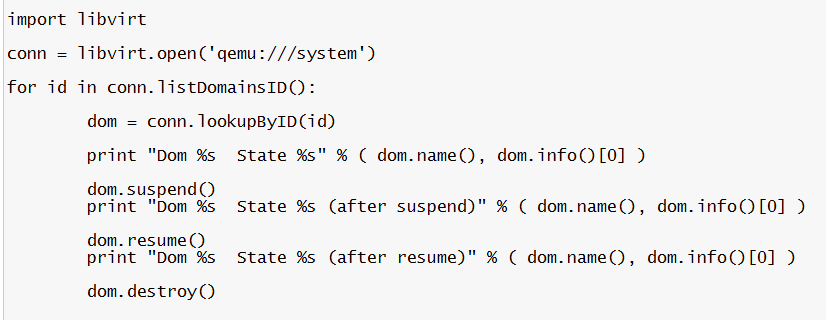 import libvirt
conn = libvirt.open('qemu:///system')
for id in conn.listDomainsID():
        dom = conn.lookupByID(id)
        print "Dom %s  State %s" % ( dom.name(), dom.info()[0] )
        dom.suspend()
        print "Dom %s  State %s (after suspend)" % ( dom.name(), dom.info()[0] )
        dom.resume()
        print "Dom %s  State %s (after resume)" % ( dom.name(), dom.info()[0] )
        dom.destroy()